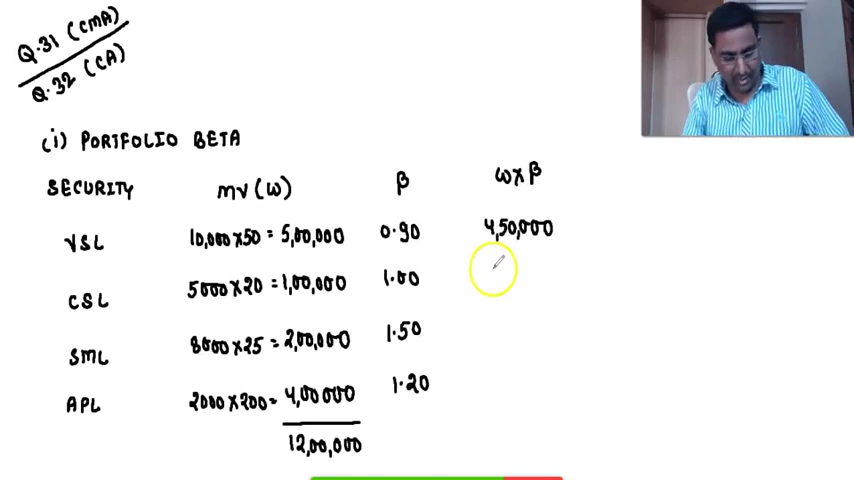 Q.31 (CMA)
Q.32 (CA)
(i) PORTFOLIO BETA
SECURITY MV (W) β W×β
VSL 10,000×50 = 5,00,000 0.90 4,50,000
CSL 5000×20 = 1,00,000 1.00
SML 8000×25 = 2,00,000 1.50
APL 2000×200 = 4,00000 1.20
12,00,000